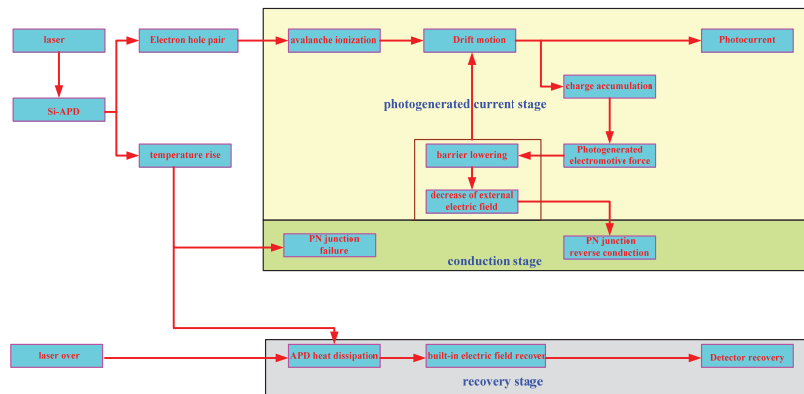 laser
Electron hole pair
avalanche ionization
Drift motion
Photocurrent
Si-APD
charge accumulation
photogenerated current stage
temperature rise
barrier lowering
Photogenerated
electromotive force
decrease of external
electric field
PN junction
failure
PN junction
reverse conduction
conduction stage
laser over
APD heat dissipation
built-in electric field recover
Detector recovery
recovery stage